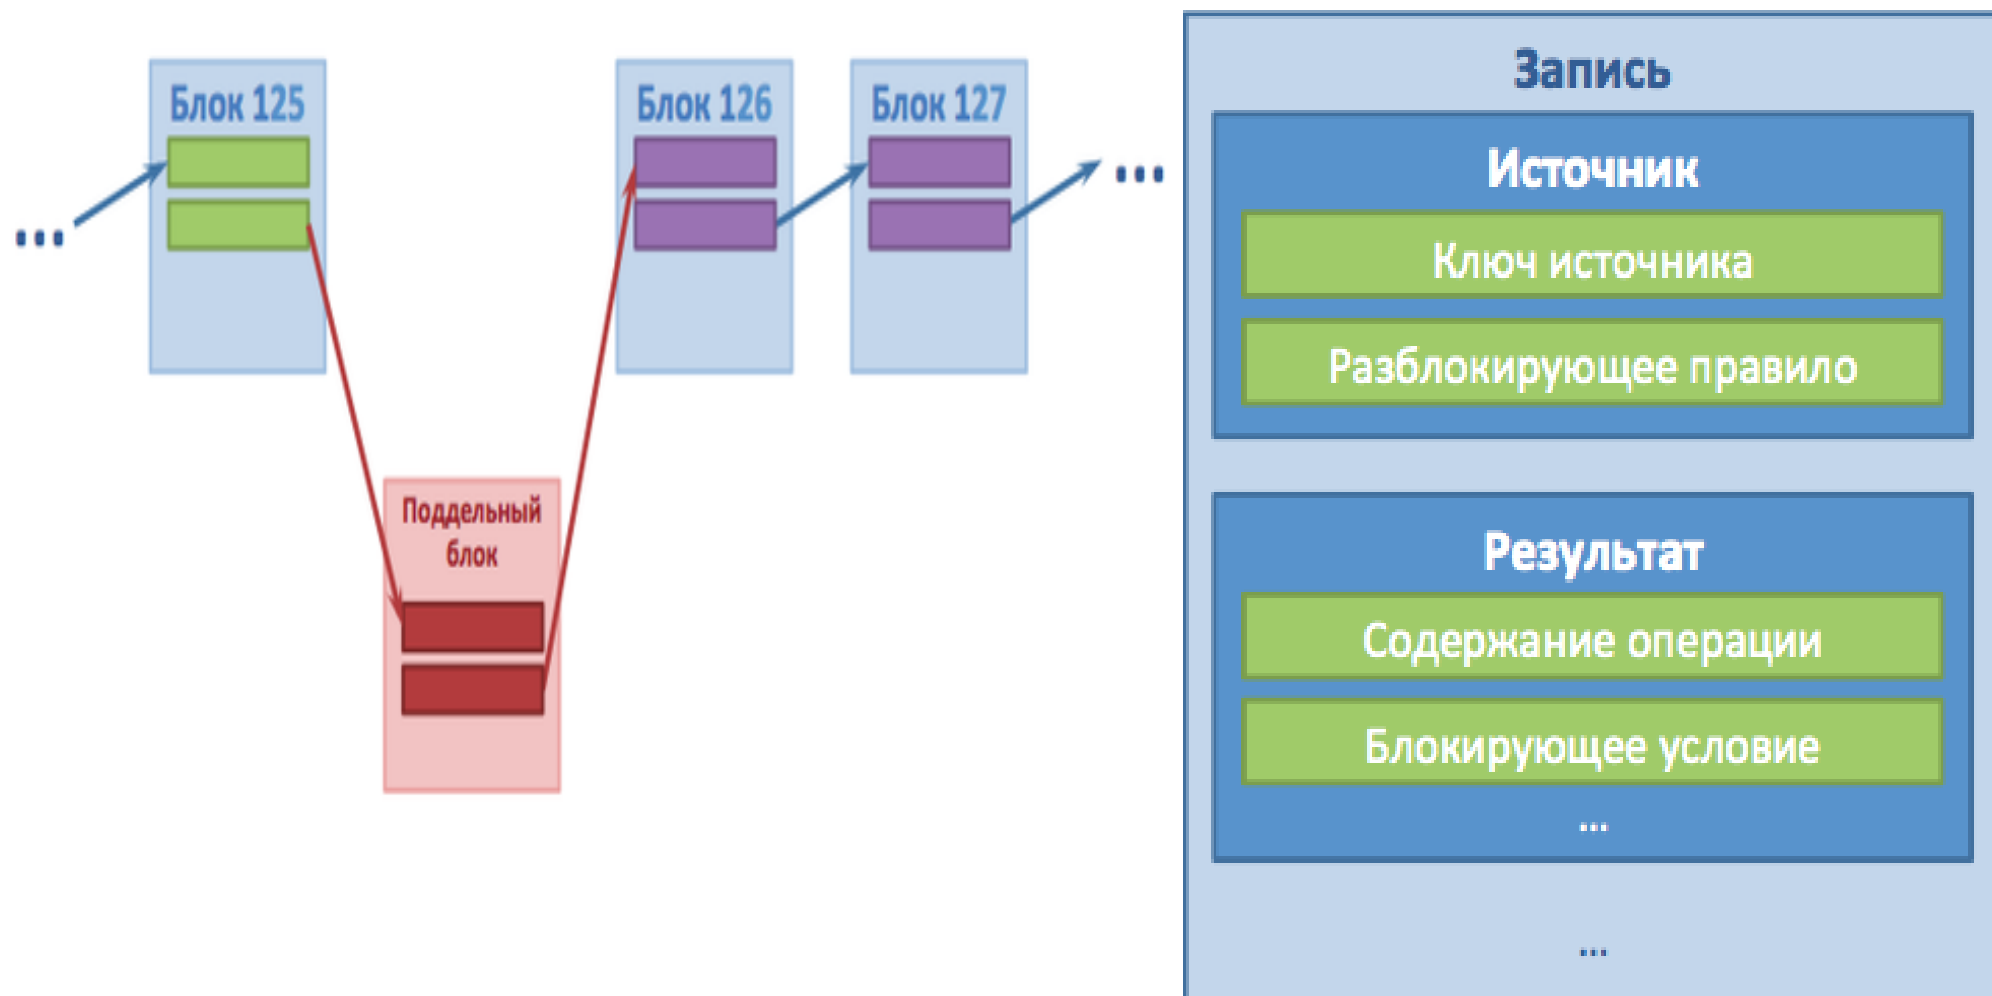 ...
Блок 125
Блок 126
Блок 127
...
Поддельный
блок
Запись
Источник
Ключ источника
Разблокирующее правило
Результат
Содержание операции
Блокирующее условие
...
...